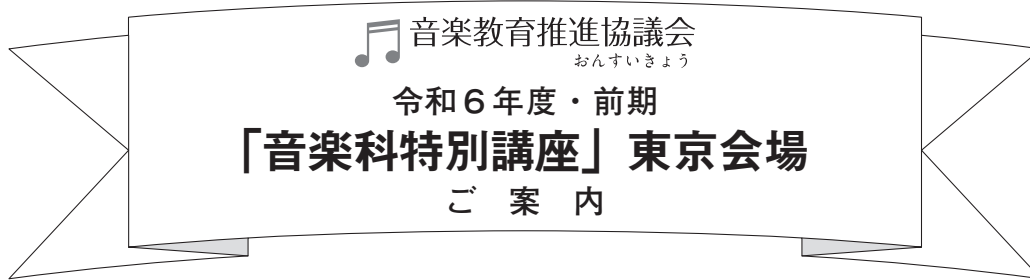 音楽教育推進協議会
おんすいきょう
令和６年度・前期
「音楽科特別講座」東京会場
ご　案　内